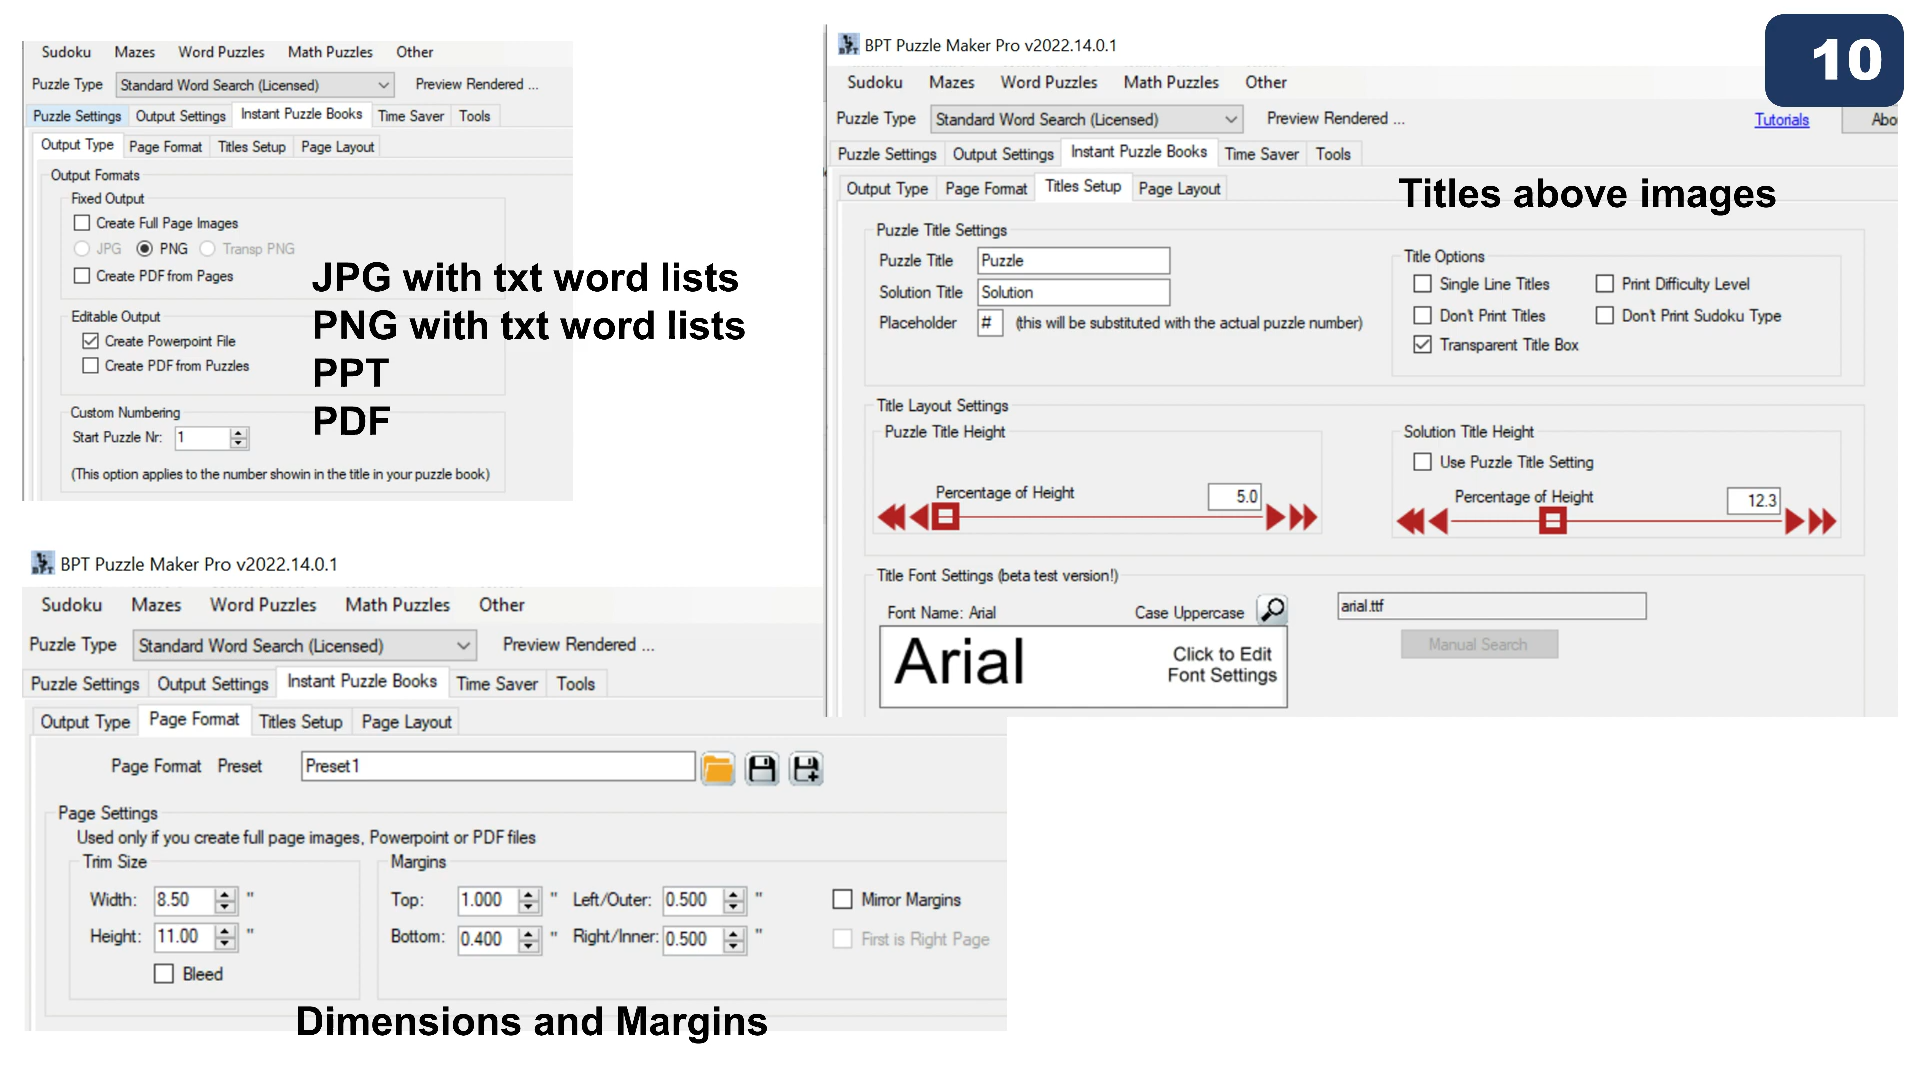 Sudoku Mazes Word Puzzles Math Puzzles Other
Puzzle Type Standard Word Search (Licensed) Preview Rendered ...
Puzzle Settings Output Settings Instant Puzzle Books Time Saver Tools
Output Type Page Format Titles Setup Page Layout
Output Formats
Fixed Output
Create Full Page Images
JPG PNG Transp PNG
Create PDF from Pages
Editable Output
Create Powerpoint File
Create PDF from Puzzles
Custom Numbering
Start Puzzle Nr: 1
(This option applies to the number showin in the title in your puzzle book)
JPG with txt word lists
PNG with txt word lists
PPT
PDF
BPT Puzzle Maker Pro v2022.14.0.1
Sudoku Mazes Word Puzzles Math Puzzles Other
Puzzle Type Standard Word Search (Licensed) Preview Rendered ...
Tutorials Abo
Puzzle Settings Output Settings Instant Puzzle Books Time Saver Tools
Output Type Page Format Titles Setup Page Layout
Titles above images
Puzzle Title Settings
Puzzle Title Puzzle
Solution Title Solution
Placeholder # (this will be substituted with the actual puzzle number)
Title Options
Single Line Titles Print Difficulty Level
Don't Print Titles Don't Print Sudoku Type
Transparent Title Box
Title Layout Settings
Puzzle Title Height
Percentage of Height 5.0
Solution Title Height
Use Puzzle Title Setting
Percentage of Height 12.3
Title Font Settings (beta test version!)
Font Name: Arial Case Uppercase
arial.ttf
Arial
Click to Edit
Font Settings
Manual Search
10
BPT Puzzle Maker Pro v2022.14.0.1
BPT
Sudoku Mazes Word Puzzles Math Puzzles Other
Puzzle Type Standard Word Search (Licensed) Preview Rendered ...
Puzzle Settings Output Settings Instant Puzzle Books Time Saver Tools
Output Type Page Format Titles Setup Page Layout
Page Format Preset Preset1
Page Settings
Used only if you create full page images, Powerpoint or PDF files
Trim Size
Width: 8.50 "
Height: 11.00 "
Bleed
Margins
Top: 1.000 " Left/Outer: 0.500 "
Bottom: 0.400 " Right/Inner: 0.500 "
Mirror Margins
First is Right Page
Dimensions and Margins